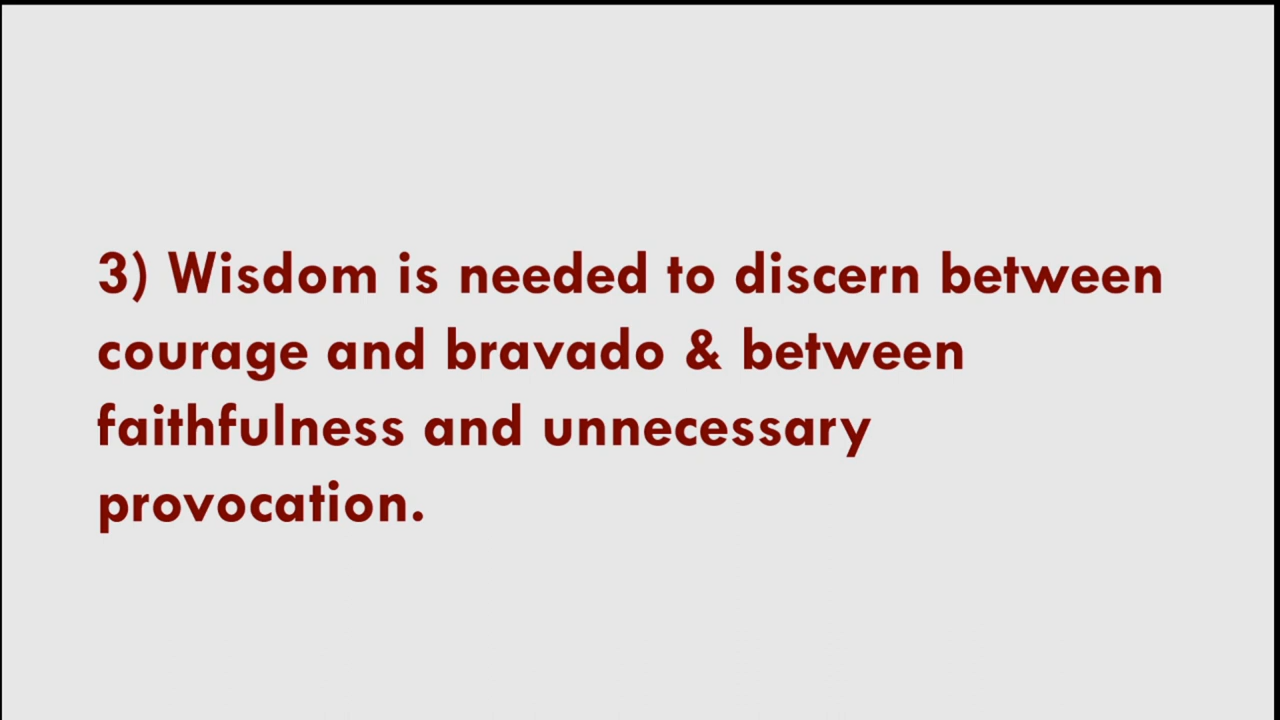 3) Wisdom is needed to discern between
courage and bravado & between
faithfulness and unnecessary
provocation.